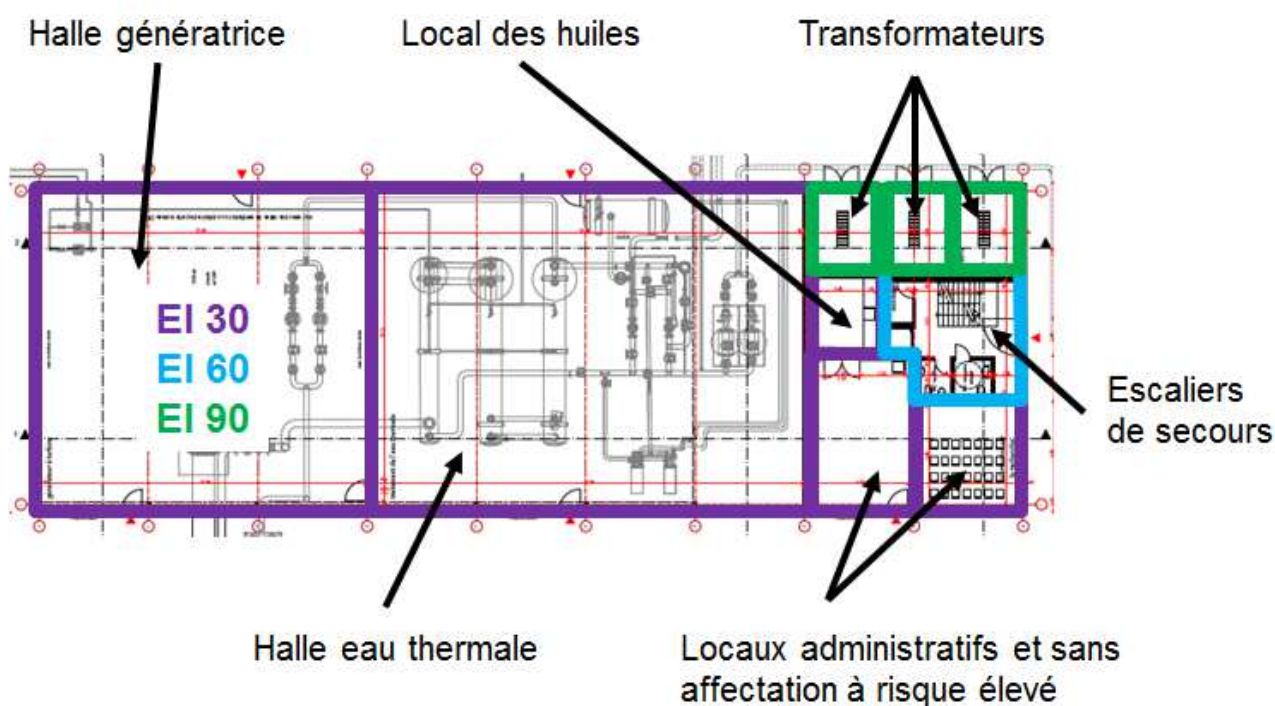 Halle génératrice
Local des huiles
Transformateurs
EI 30
EI 60
EI 90
Escaliers
de secours
Halle eau thermale
Locaux administratifs et sans
affectation à risque élevé